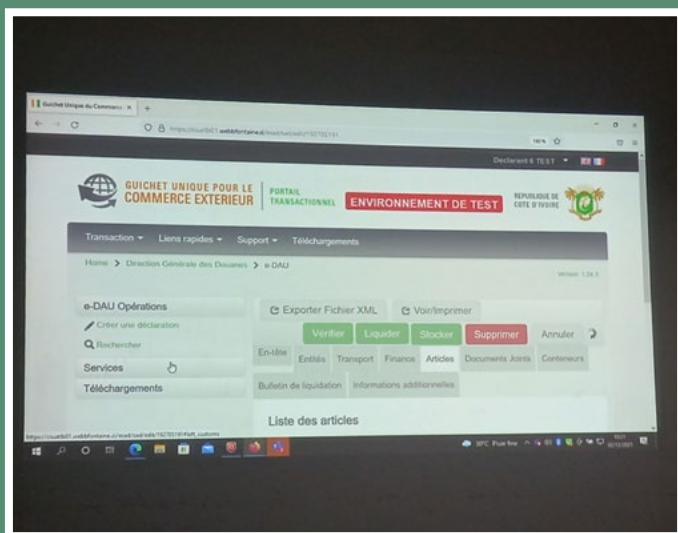 Guichet Unique du Commerce
Declarant 6 TEST
GUICHET UNIQUE POUR LE
COMMERCE EXTERIEUR
PORTAIL
TRANSACTIONNEL
ENVIRONNEMENT DE TEST
REPUBLIQUE DE
COTE D'IVOIRE
Transaction Liens rapides Support Téléchargements
Home > Direction Générale des Douanes > e-DAU
e-DAU Opérations
Créer une déclaration
Rechercher
Services
Téléchargements
Exporter Fichier XML Voir/Imprimer
Vérifier Liquider Stocker Supprimer Annuler
En-tête Entités Transport Finance Articles Documents Joints Conteneurs
Bulletin de liquidation Informations additionnelles
Liste des articles